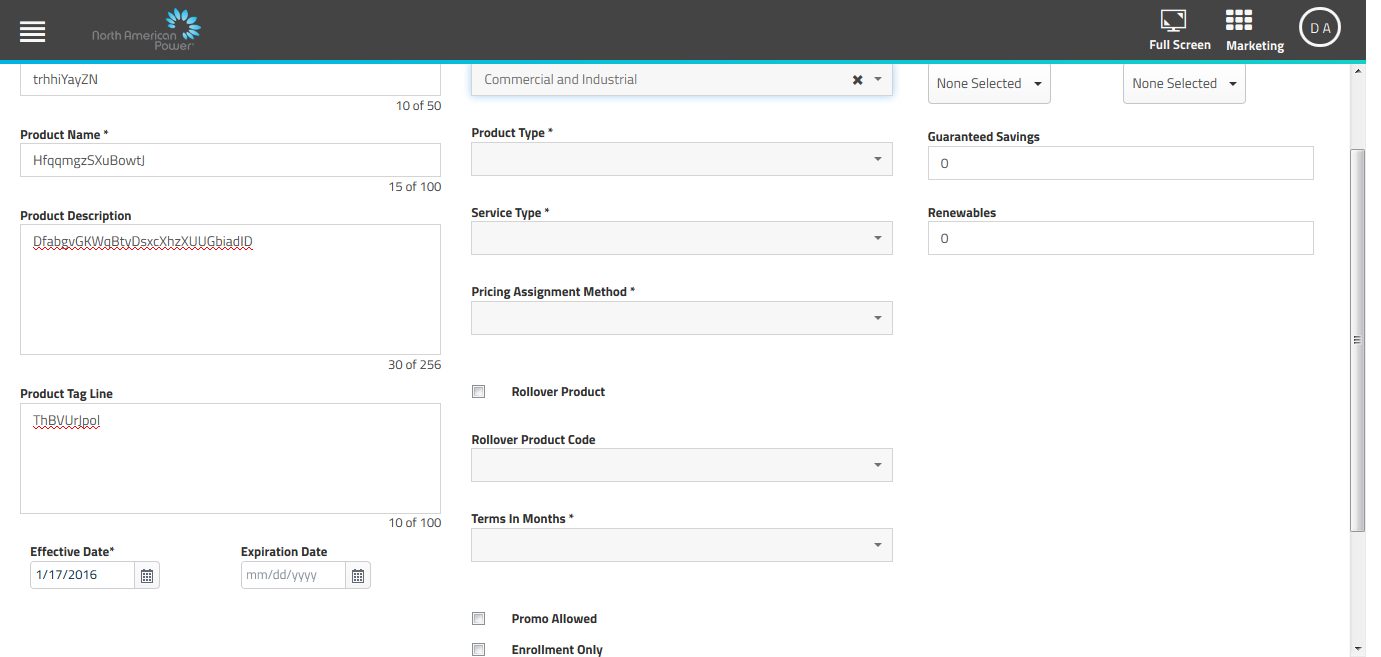 North American
Power
Full Screen
Marketing
D A
trhhiYayZN
10 of 50
Product Name *
HfqqmgzSXuBowtJ
15 of 100
Product Description
DfabgvGKWqBtyDsxcXhzXUUGbiadID
30 of 256
Product Tag Line
ThBVUrJpol
10 of 100
Effective Date*
1/17/2016
Expiration Date
mm/dd/yyyy
Commercial and Industrial
Product Type *
Service Type *
Pricing Assignment Method *
Rollover Product
Rollover Product Code
Terms In Months *
Promo Allowed
Enrollment Only
None Selected
None Selected
Guaranteed Savings
0
Renewables
0